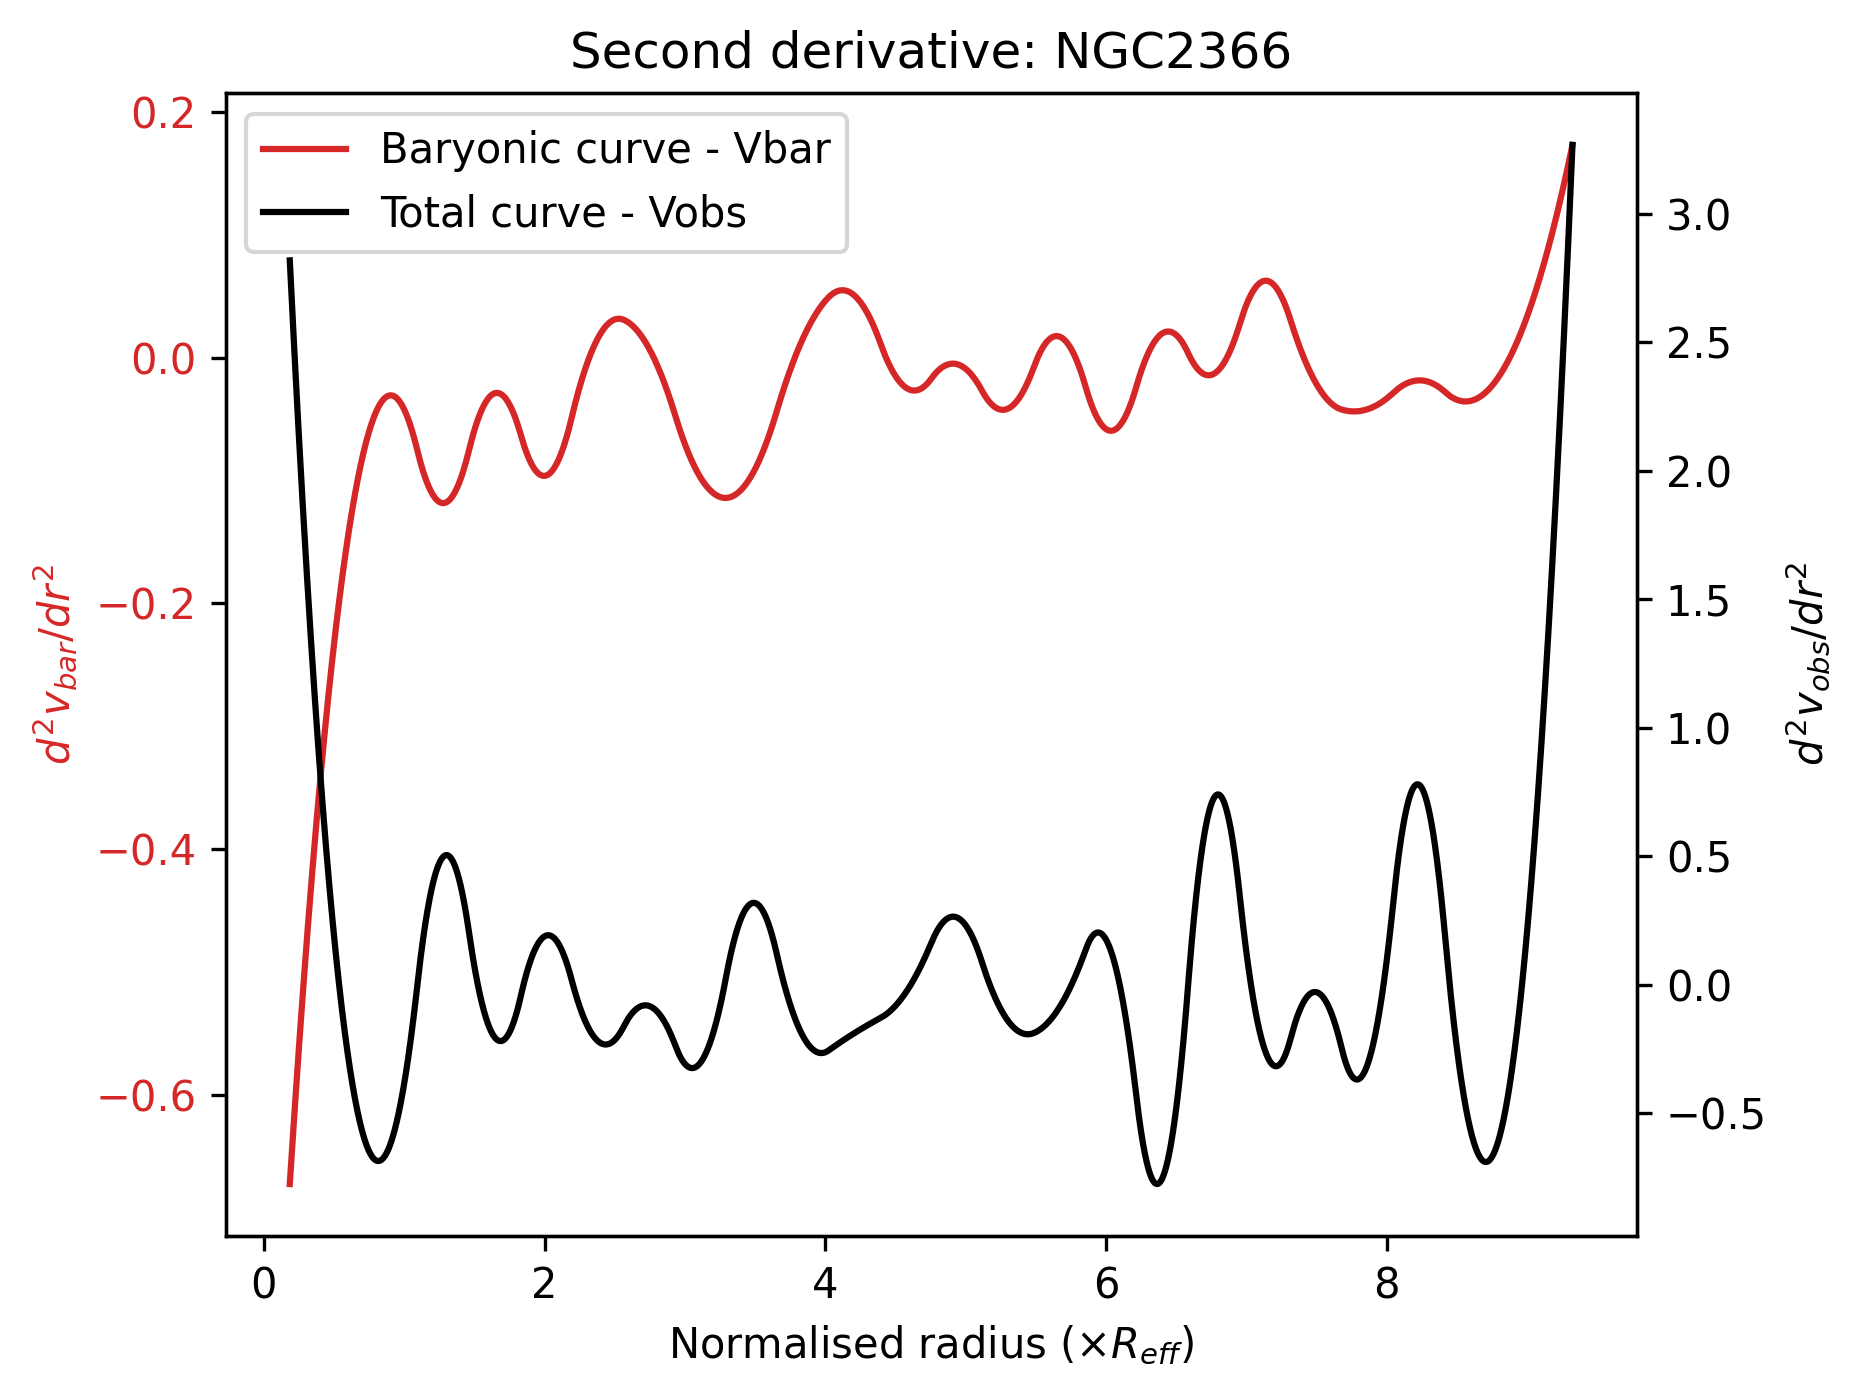 Second derivative: NGC2366
Baryonic curve - Vbar
Total curve - Vobs
0.2
0.0
−0.2
−0.4
−0.6
d²v_bar/dr²
3.0
2.5
2.0
1.5
1.0
0.5
0.0
−0.5
d²v_obs/dr²
0 2 4 6 8
Normalised radius (×R_eff)